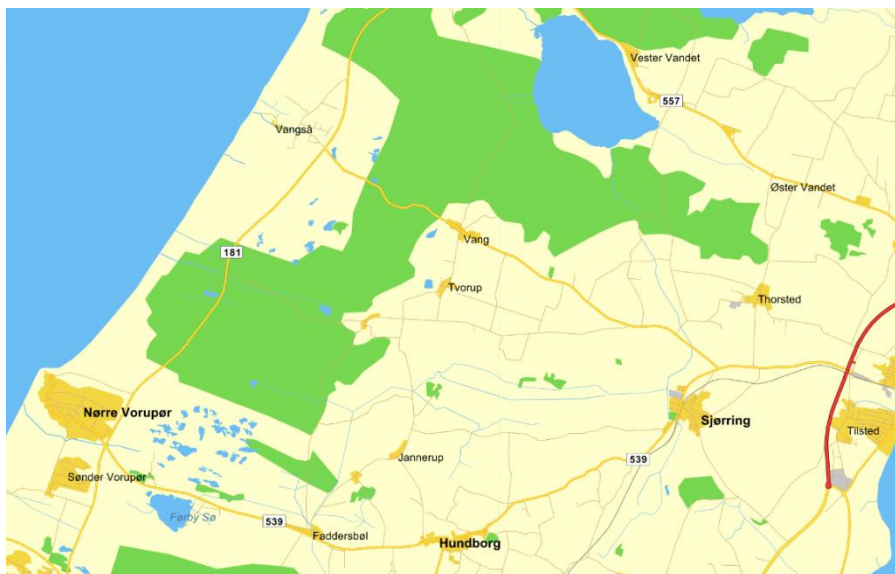 Vester Vandet
557
Vangså
Øster Vandet
Vang
181
Tvorup
Thorsted
Nørre Vorupør
Sjørring
Tilsted
Jannerup
539
Sønder Vorupør
Førby Sø
539
Faddersbøl
Hundborg